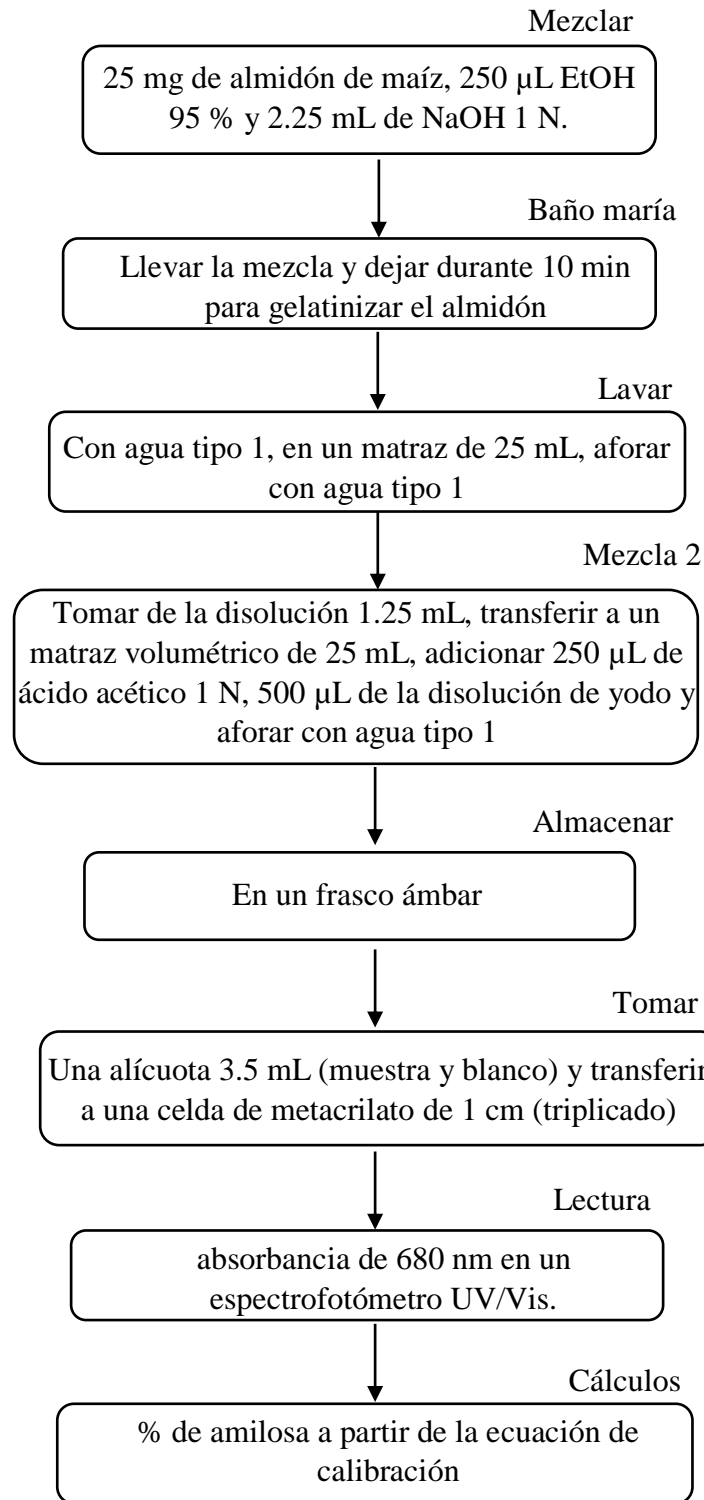 Mezclar
25 mg de almidón de maíz, 250 µL EtOH
95 % y 2.25 mL de NaOH 1 N.
Baño maría
Llevar la mezcla y dejar durante 10 min
para gelatinizar el almidón
Lavar
Con agua tipo 1, en un matraz de 25 mL, aforar
con agua tipo 1
Mezcla 2
Tomar de la disolución 1.25 mL, transferir a un
matraz volumétrico de 25 mL, adicionar 250 µL de
ácido acético 1 N, 500 µL de la disolución de yodo y
aforar con agua tipo 1
Almacenar
En un frasco ámbar
Tomar
Una alícuota 3.5 mL (muestra y blanco) y transferir
a una celda de metacrilato de 1 cm (triplicado)
Lectura
absorbancia de 680 nm en un
espectrofotómetro UV/Vis.
Cálculos
% de amilosa a partir de la ecuación de
calibración